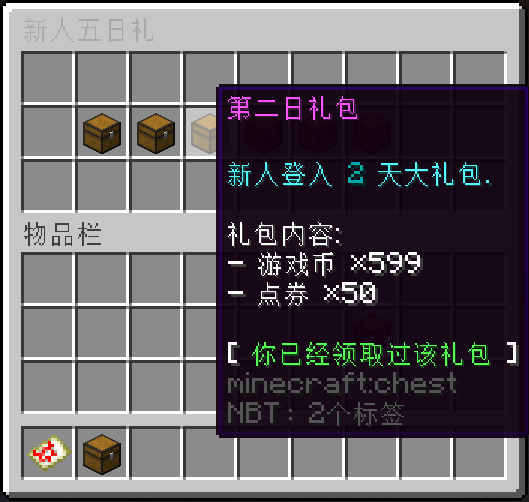 新人五日礼
第二日礼包
新人登入 2 天大礼包.
礼包内容:
- 游戏币 ×599
- 点券 ×50
[ 你已经领取过该礼包 ]
minecraft:chest
NBT: 2个标签
物品栏